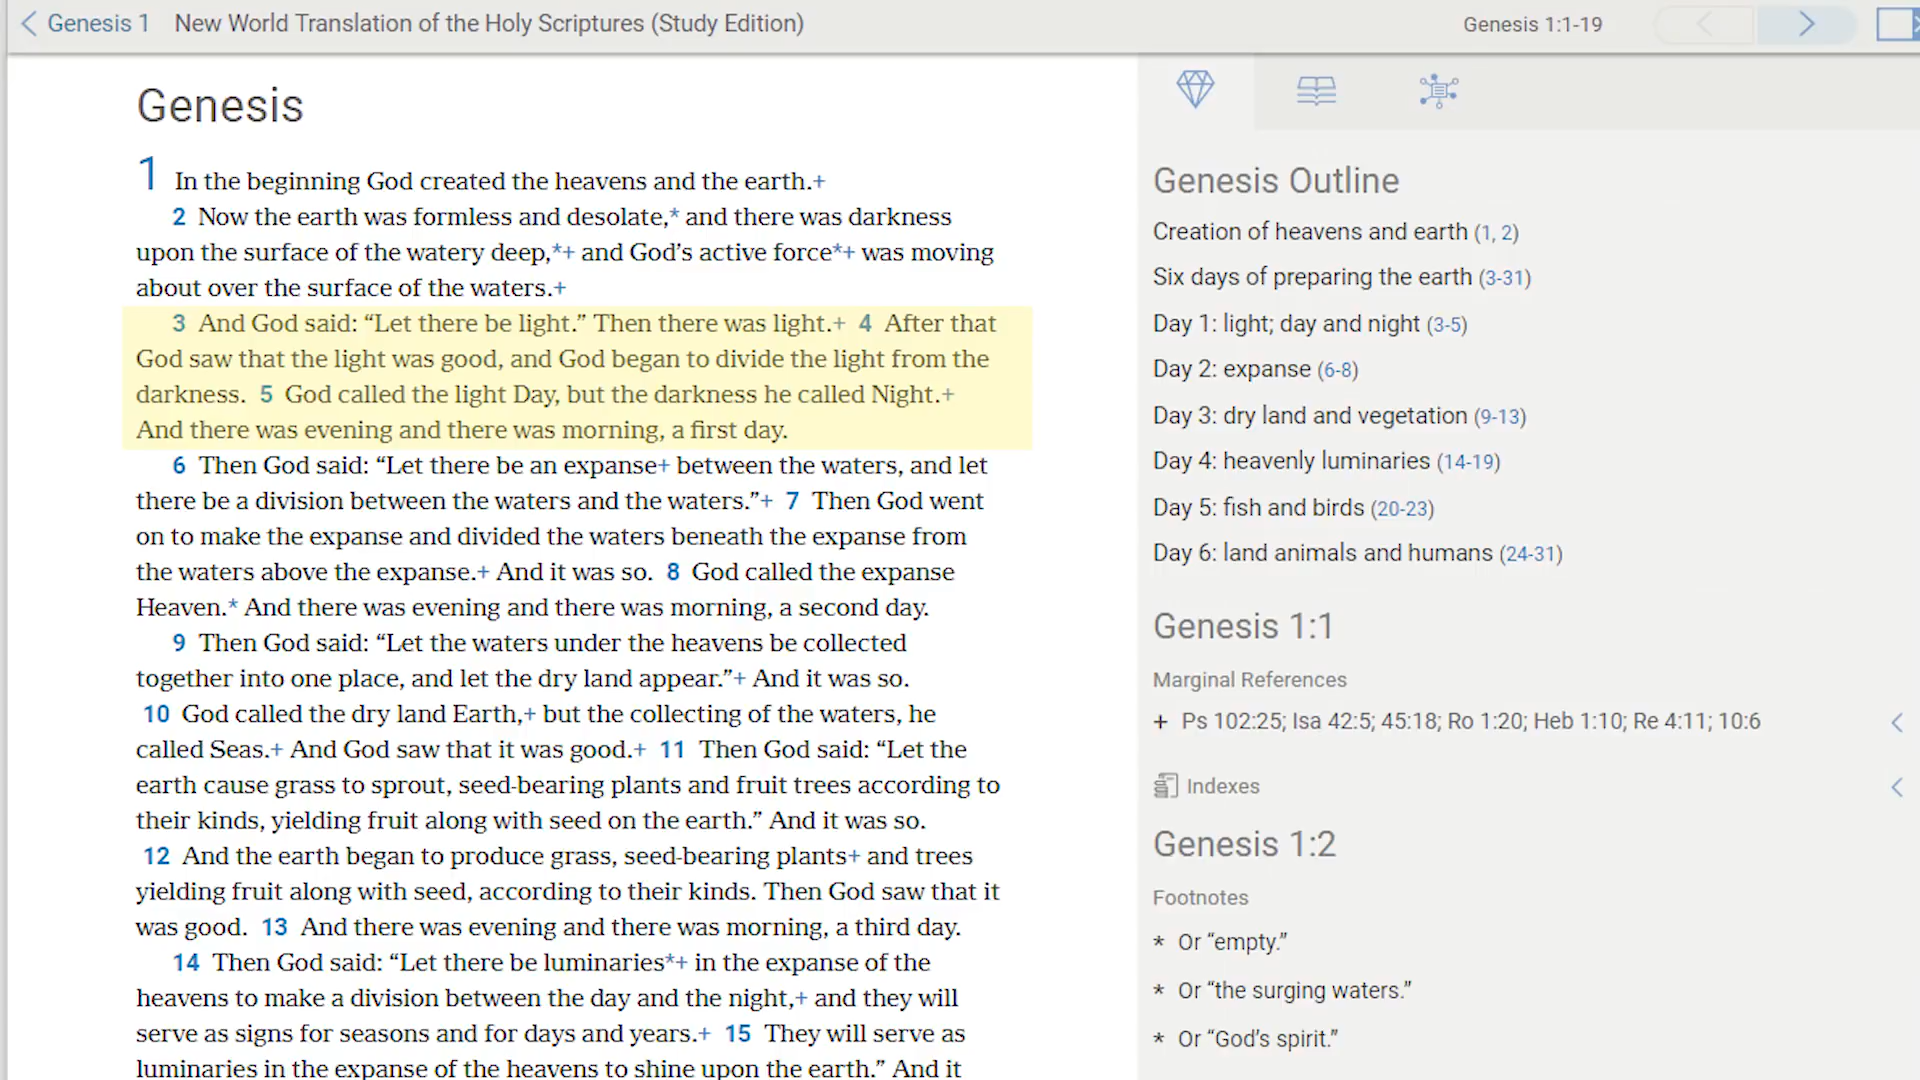 Genesis 1 New World Translation of the Holy Scriptures (Study Edition) Genesis 1:1-19
Genesis
1 In the beginning God created the heavens and the earth.+
2 Now the earth was formless and desolate,* and there was darkness
upon the surface of the watery deep,*+ and God’s active force*+ was moving
about over the surface of the waters.+
3 And God said: “Let there be light.” Then there was light.+ 4 After that
God saw that the light was good, and God began to divide the light from the
darkness. 5 God called the light Day, but the darkness he called Night.+
And there was evening and there was morning, a first day.
6 Then God said: “Let there be an expanse+ between the waters, and let
there be a division between the waters and the waters.”+ 7 Then God went
on to make the expanse and divided the waters beneath the expanse from
the waters above the expanse.+ And it was so. 8 God called the expanse
Heaven.* And there was evening and there was morning, a second day.
9 Then God said: “Let the waters under the heavens be collected
together into one place, and let the dry land appear.”+ And it was so.
10 God called the dry land Earth,+ but the collecting of the waters, he
called Seas.+ And God saw that it was good.+ 11 Then God said: “Let the
earth cause grass to sprout, seed-bearing plants and fruit trees according to
their kinds, yielding fruit along with seed on the earth.” And it was so.
12 And the earth began to produce grass, seed-bearing plants+ and trees
yielding fruit along with seed, according to their kinds. Then God saw that it
was good. 13 And there was evening and there was morning, a third day.
14 Then God said: “Let there be luminaries*+ in the expanse of the
heavens to make a division between the day and the night,+ and they will
serve as signs for seasons and for days and years.+ 15 They will serve as
luminaries in the expanse of the heavens to shine upon the earth.” And it
Genesis Outline
Creation of heavens and earth (1, 2)
Six days of preparing the earth (3-31)
Day 1: light; day and night (3-5)
Day 2: expanse (6-8)
Day 3: dry land and vegetation (9-13)
Day 4: heavenly luminaries (14-19)
Day 5: fish and birds (20-23)
Day 6: land animals and humans (24-31)
Genesis 1:1
Marginal References
+ Ps 102:25; Isa 42:5; 45:18; Ro 1:20; Heb 1:10; Re 4:11; 10:6
Indexes
Genesis 1:2
Footnotes
* Or “empty.”
* Or “the surging waters.”
* Or “God’s spirit.”